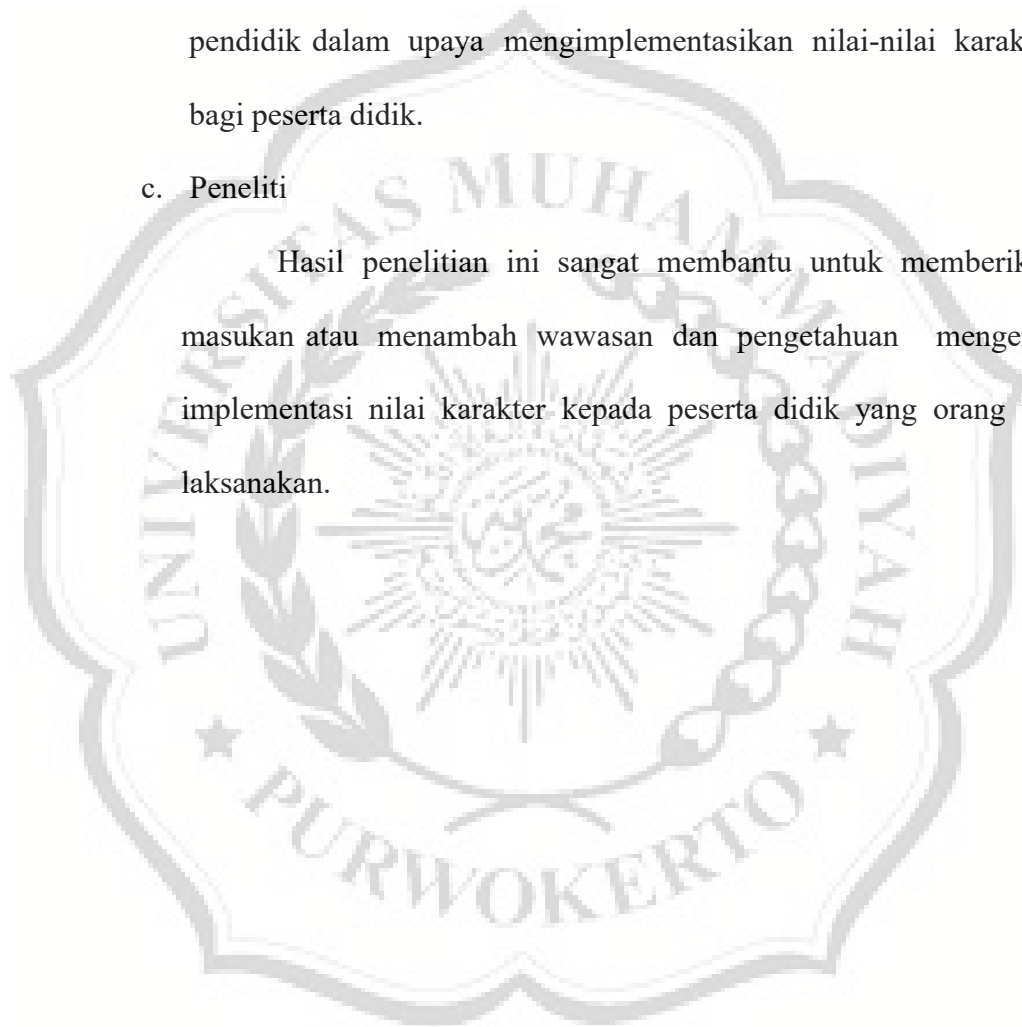 pendidik dalam upaya mengimplementasikan nilai-nilai karak
bagi peserta didik.
c. Peneliti
Hasil penelitian ini sangat membantu untuk memberik
masukan atau menambah wawasan dan pengetahuan menge
implementasi nilai karakter kepada peserta didik yang orang
laksanakan.
UNIVERSITAS MUHAMMADIYAH
PURWOKERTO